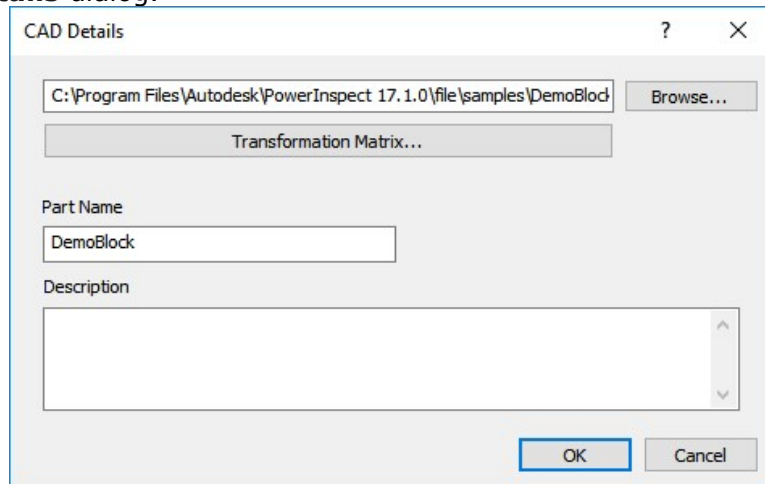 dialog.
CAD Details ? ×
C:\Program Files\Autodesk\PowerInspect 17.1.0\file\samples\DemoBlock Browse...
Transformation Matrix...
Part Name
DemoBlock
Description
OK Cancel